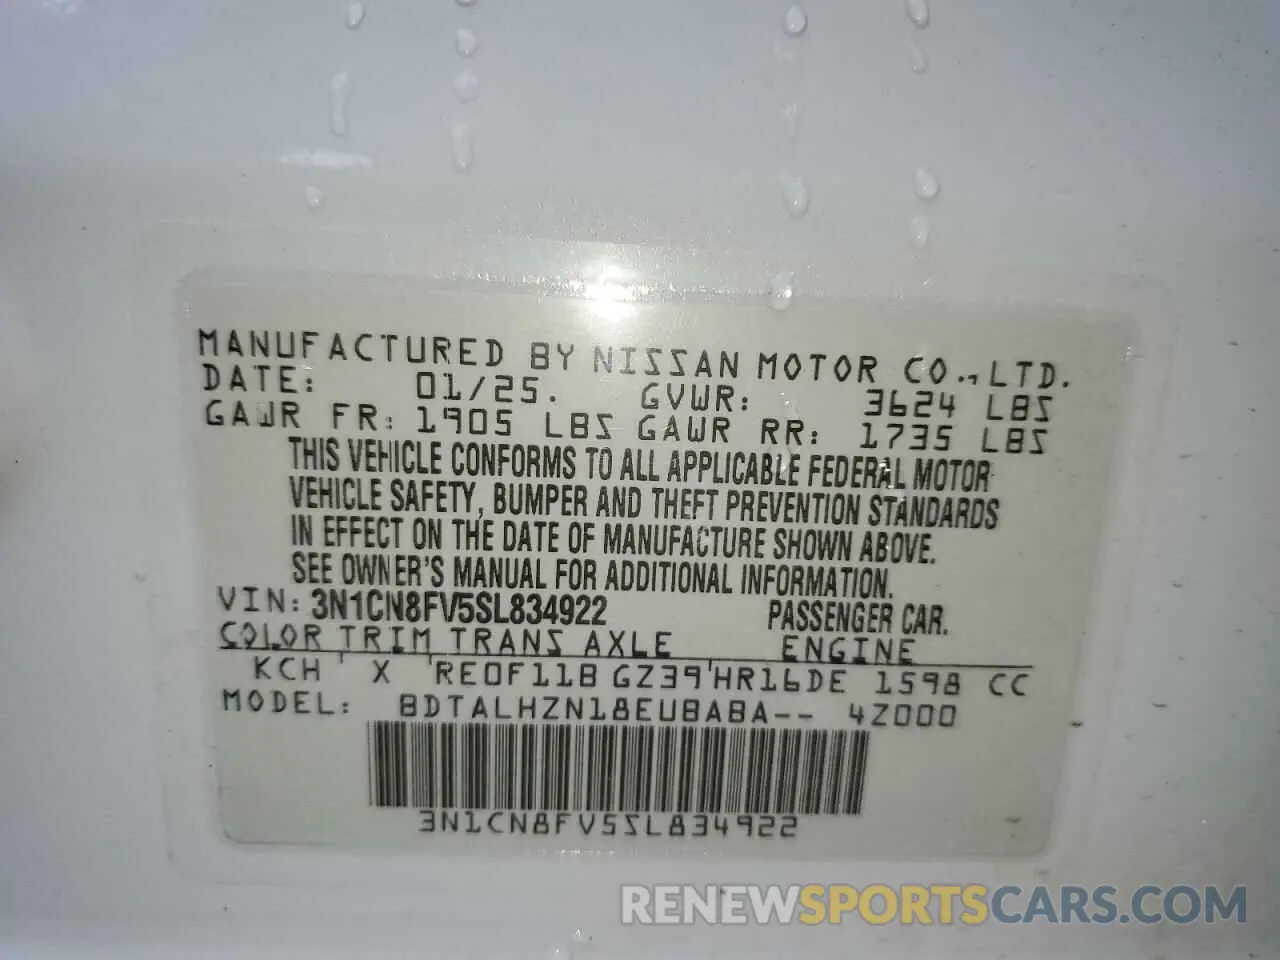 MANUFACTURED BY NISSAN MOTOR CO., LTD.
DATE: 01/25. GVWR: 3624 LBS
GAWR FR: 1905 LBS GAWR RR: 1735 LBS
THIS VEHICLE CONFORMS TO ALL APPLICABLE FEDERAL MOTOR
VEHICLE SAFETY, BUMPER AND THEFT PREVENTION STANDARDS
IN EFFECT ON THE DATE OF MANUFACTURE SHOWN ABOVE.
SEE OWNER'S MANUAL FOR ADDITIONAL INFORMATION.
VIN: 3N1CN8FV5SL834922 PASSENGER CAR.
COLOR TRIM TRANS AXLE ENGINE
KCH X RE0F11B GZ39 HR16DE 1598 CC
MODEL: BDTALHZN18EUBABA-- 4Z000
3N1CN8FV5SL834922
RENEWSPORTSCARS.COM